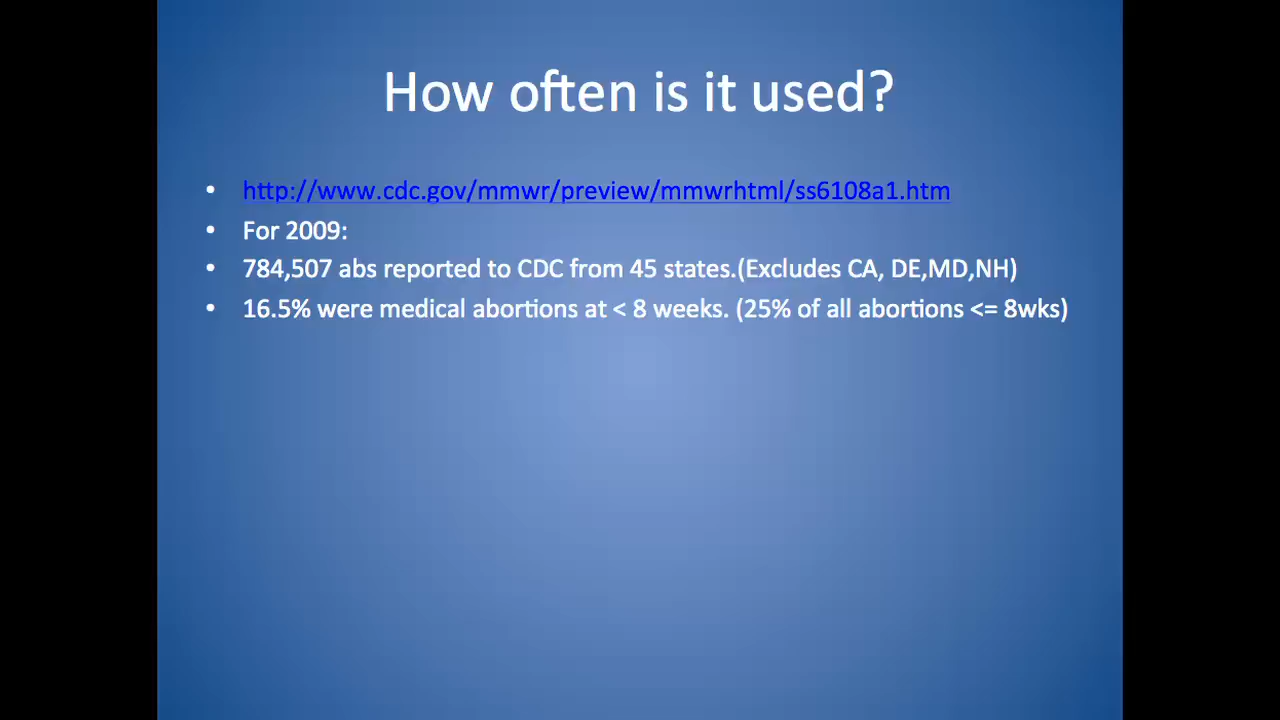 How often is it used?
http://www.cdc.gov/mmwr/preview/mmwrhtml/ss6108a1.htm
For 2009:
784,507 abs reported to CDC from 45 states.(Excludes CA, DE,MD,NH)
16.5% were medical abortions at < 8 weeks. (25% of all abortions <= 8wks)